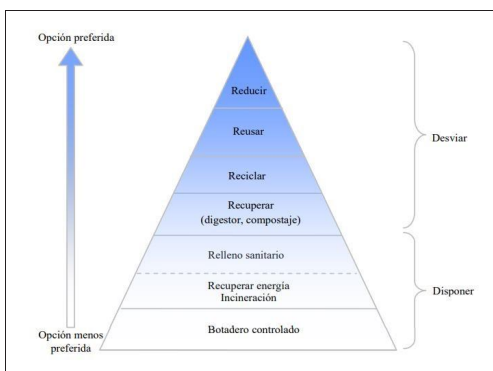 Opción preferida
Reducir
Reusar
Desviar
Reciclar
Recuperar
(digestor, compostaje)
Relleno sanitario
Recuperar energía
Incineración
Disponer
Botadero controlado
Opción menos
preferida